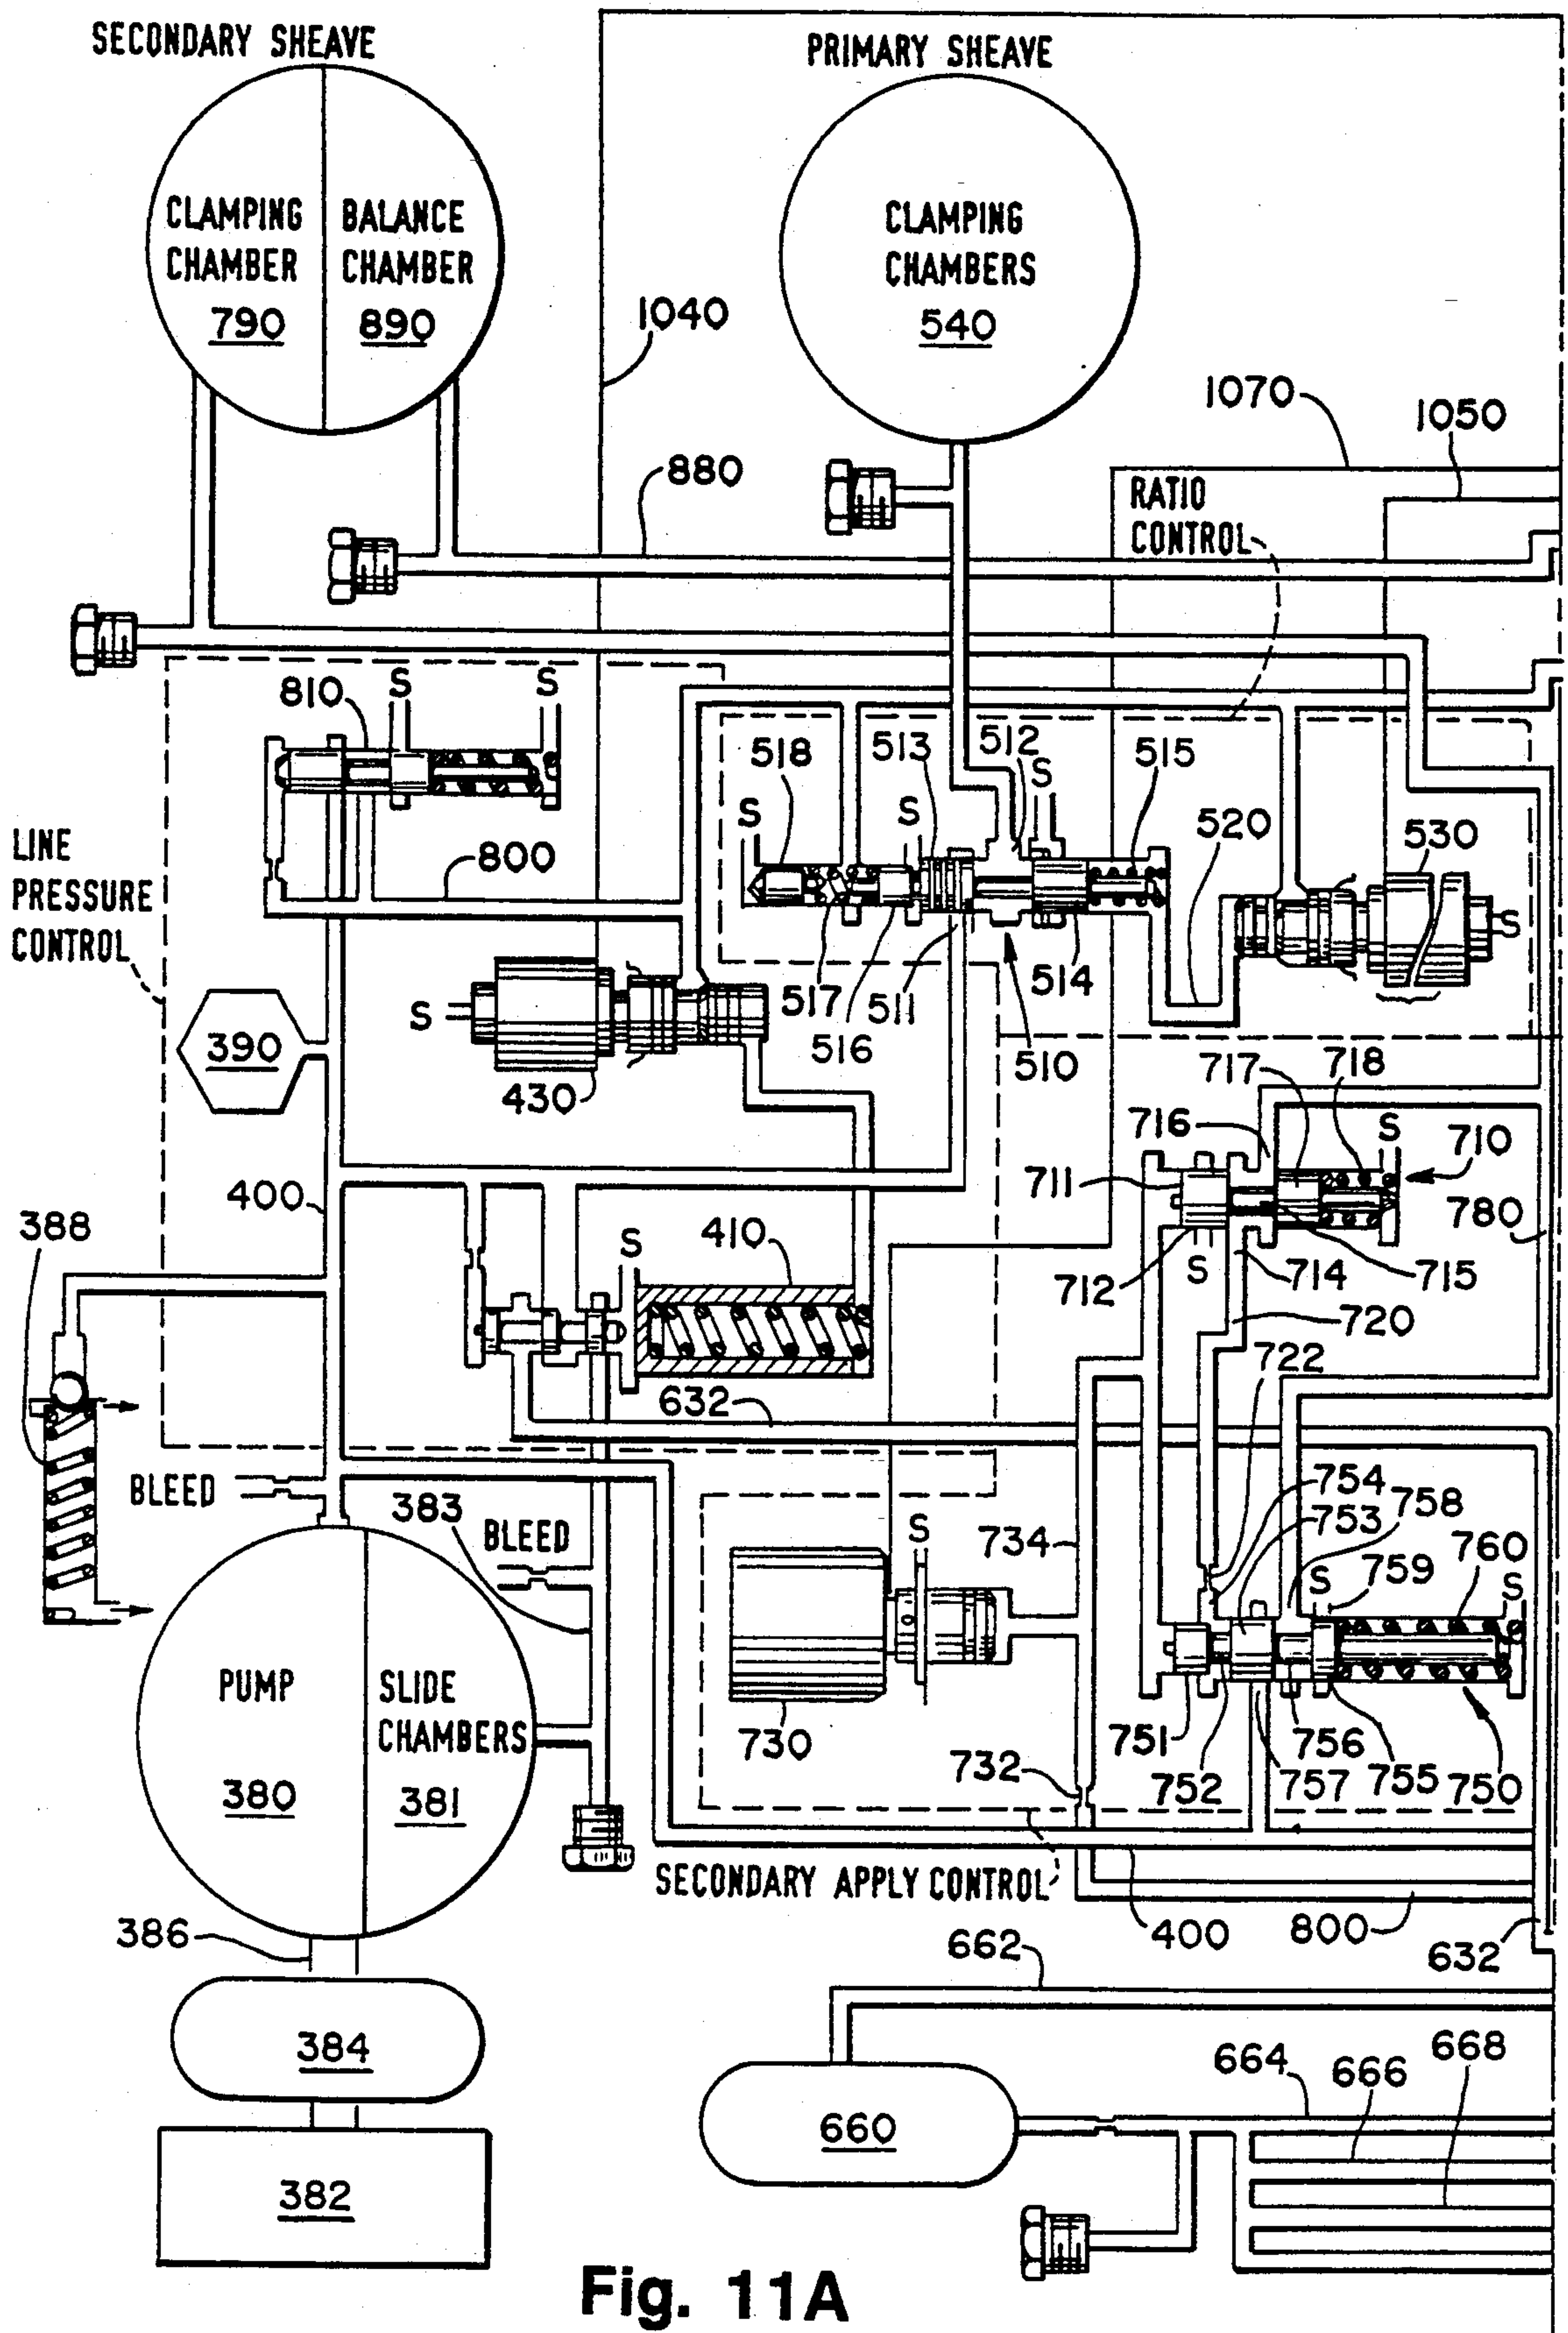 SECONDARY SHEAVE
PRIMARY SHEAVE
CLAMPING
CHAMBER
790
BALANCE
CHAMBER
890
CLAMPING
CHAMBERS
540
1040
1070
1050
880
RATIO
CONTROL
810
S
S
518
513
512
S
515
S
S
520
530
S
LINE
PRESSURE
CONTROL
800
517
516
511
514
510
S
430
390
717
718
S
716
710
711
400
388
S
410
712
S
714
715
780
720
722
632
BLEED
383
BLEED
754
753
758
S
734
S
759
760
S
PUMP
380
SLIDE
CHAMBERS
381
730
732
751
752
756
757
755
750
SECONDARY APPLY CONTROL
400
800
632
386
662
384
664
666
668
660
382
Fig. 11A